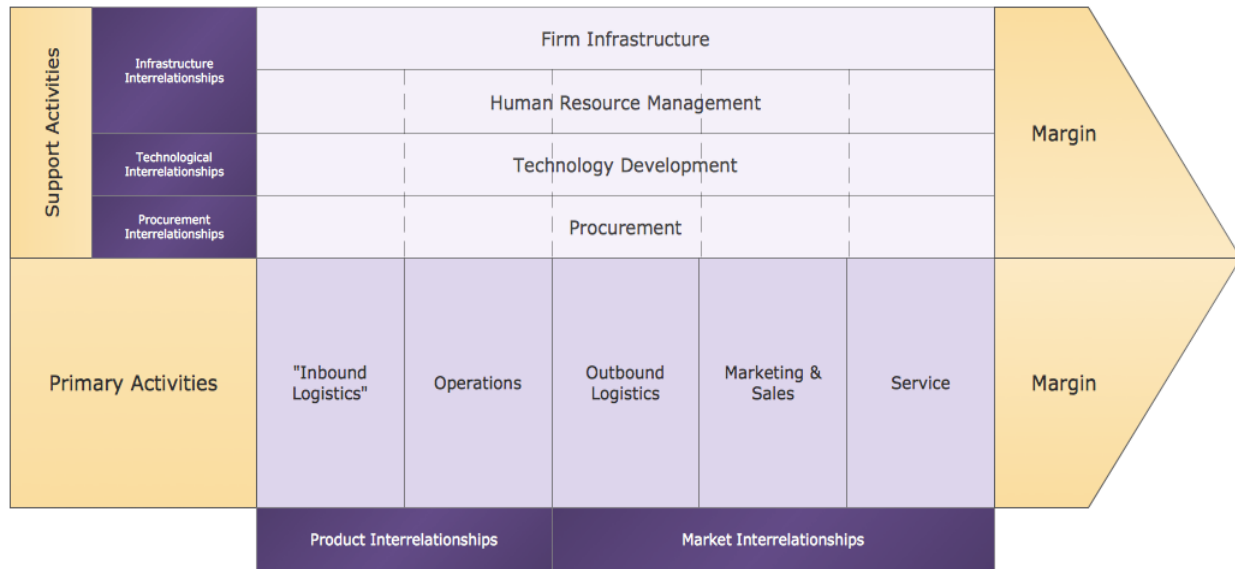 Support Activities
Infrastructure
Interrelationships
Technological
Interrelationships
Procurement
Interrelationships
Firm Infrastructure
Human Resource Management
Technology Development
Procurement
Margin
Primary Activities
"Inbound
Logistics"
Operations
Outbound
Logistics
Marketing &
Sales
Service
Margin
Product Interrelationships
Market Interrelationships